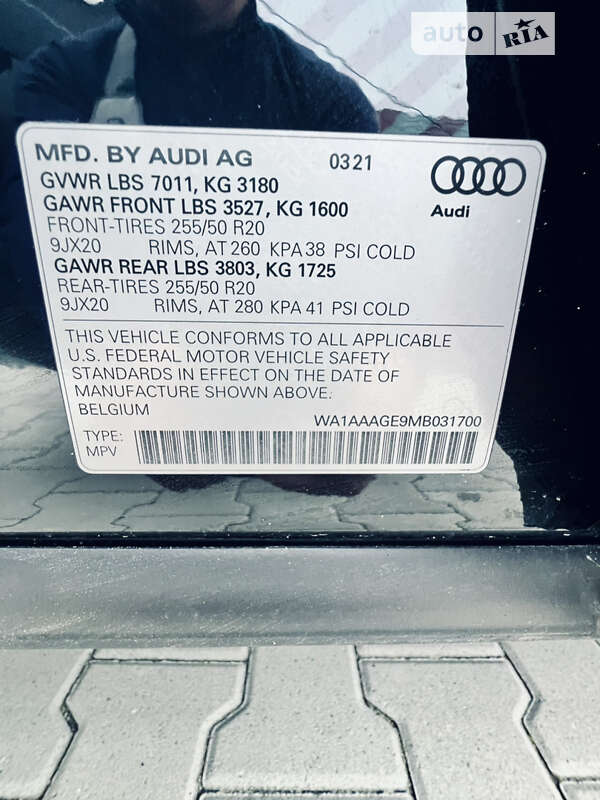 auto RIA
MFD. BY AUDI AG 0321
GVWR LBS 7011, KG 3180
GAWR FRONT LBS 3527, KG 1600
Audi
FRONT-TIRES 255/50 R20
9JX20 RIMS, AT 260 KPA 38 PSI COLD
GAWR REAR LBS 3803, KG 1725
REAR-TIRES 255/50 R20
9JX20 RIMS, AT 280 KPA 41 PSI COLD
THIS VEHICLE CONFORMS TO ALL APPLICABLE
U.S. FEDERAL MOTOR VEHICLE SAFETY
STANDARDS IN EFFECT ON THE DATE OF
MANUFACTURE SHOWN ABOVE.
BELGIUM WA1AAAGE9MB031700
TYPE:
MPV